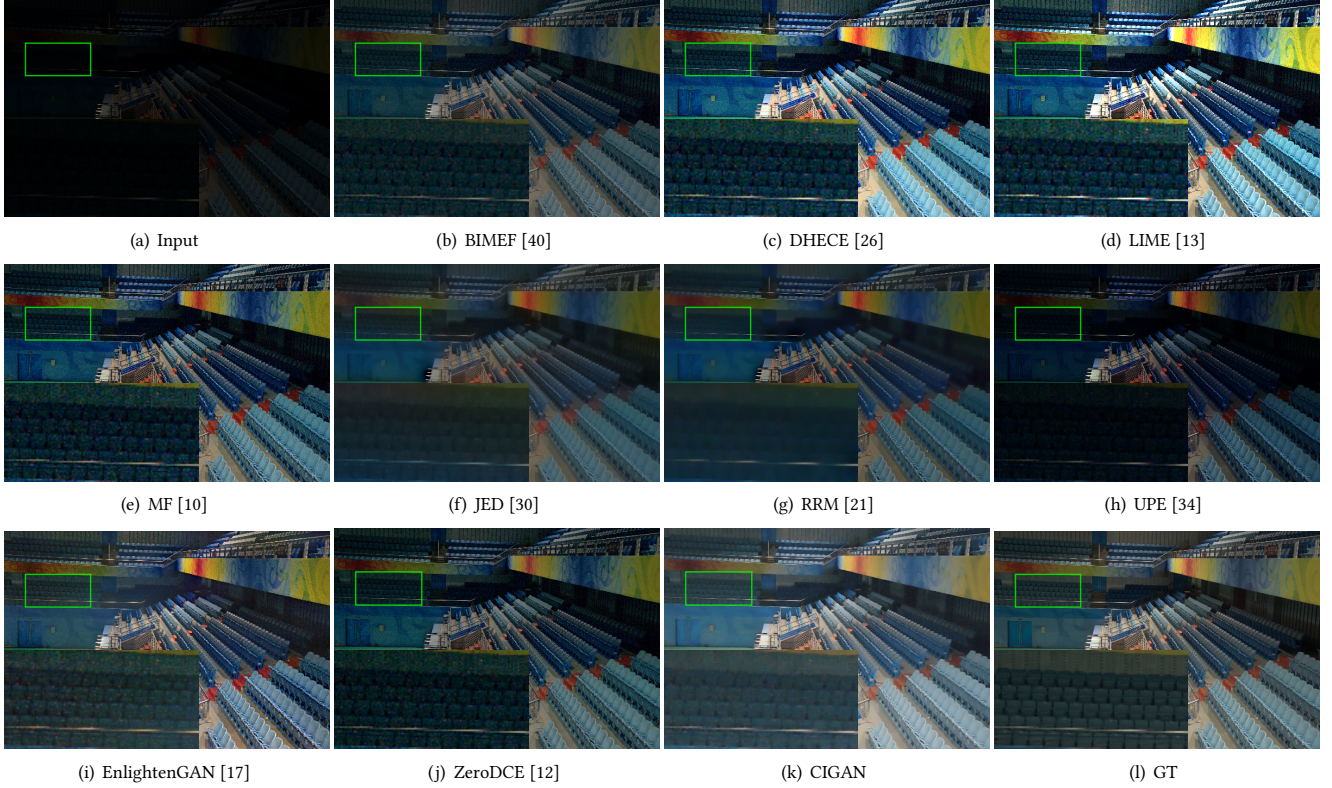 (a) Input
(b) BIMEF [40]
(c) DHECE [26]
(d) LIME [13]
(e) MF [10]
(f) JED [30]
(g) RRM [21]
(h) UPE [34]
(i) EnlightenGAN [17]
(j) ZeroDCE [12]
(k) CIGAN
(l) GT